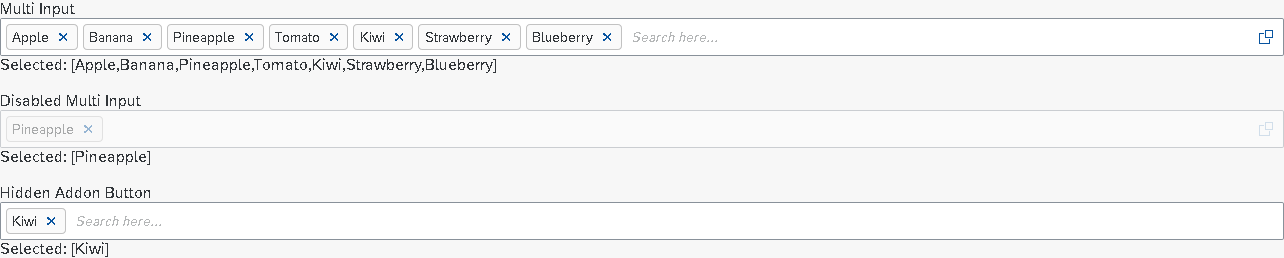 Multi Input
Apple Banana Pineapple Tomato Kiwi Strawberry Blueberry Search here...
Selected: [Apple,Banana,Pineapple,Tomato,Kiwi,Strawberry,Blueberry]
Disabled Multi Input
Pineapple
Selected: [Pineapple]
Hidden Addon Button
Kiwi Search here...
Selected: [Kiwi]